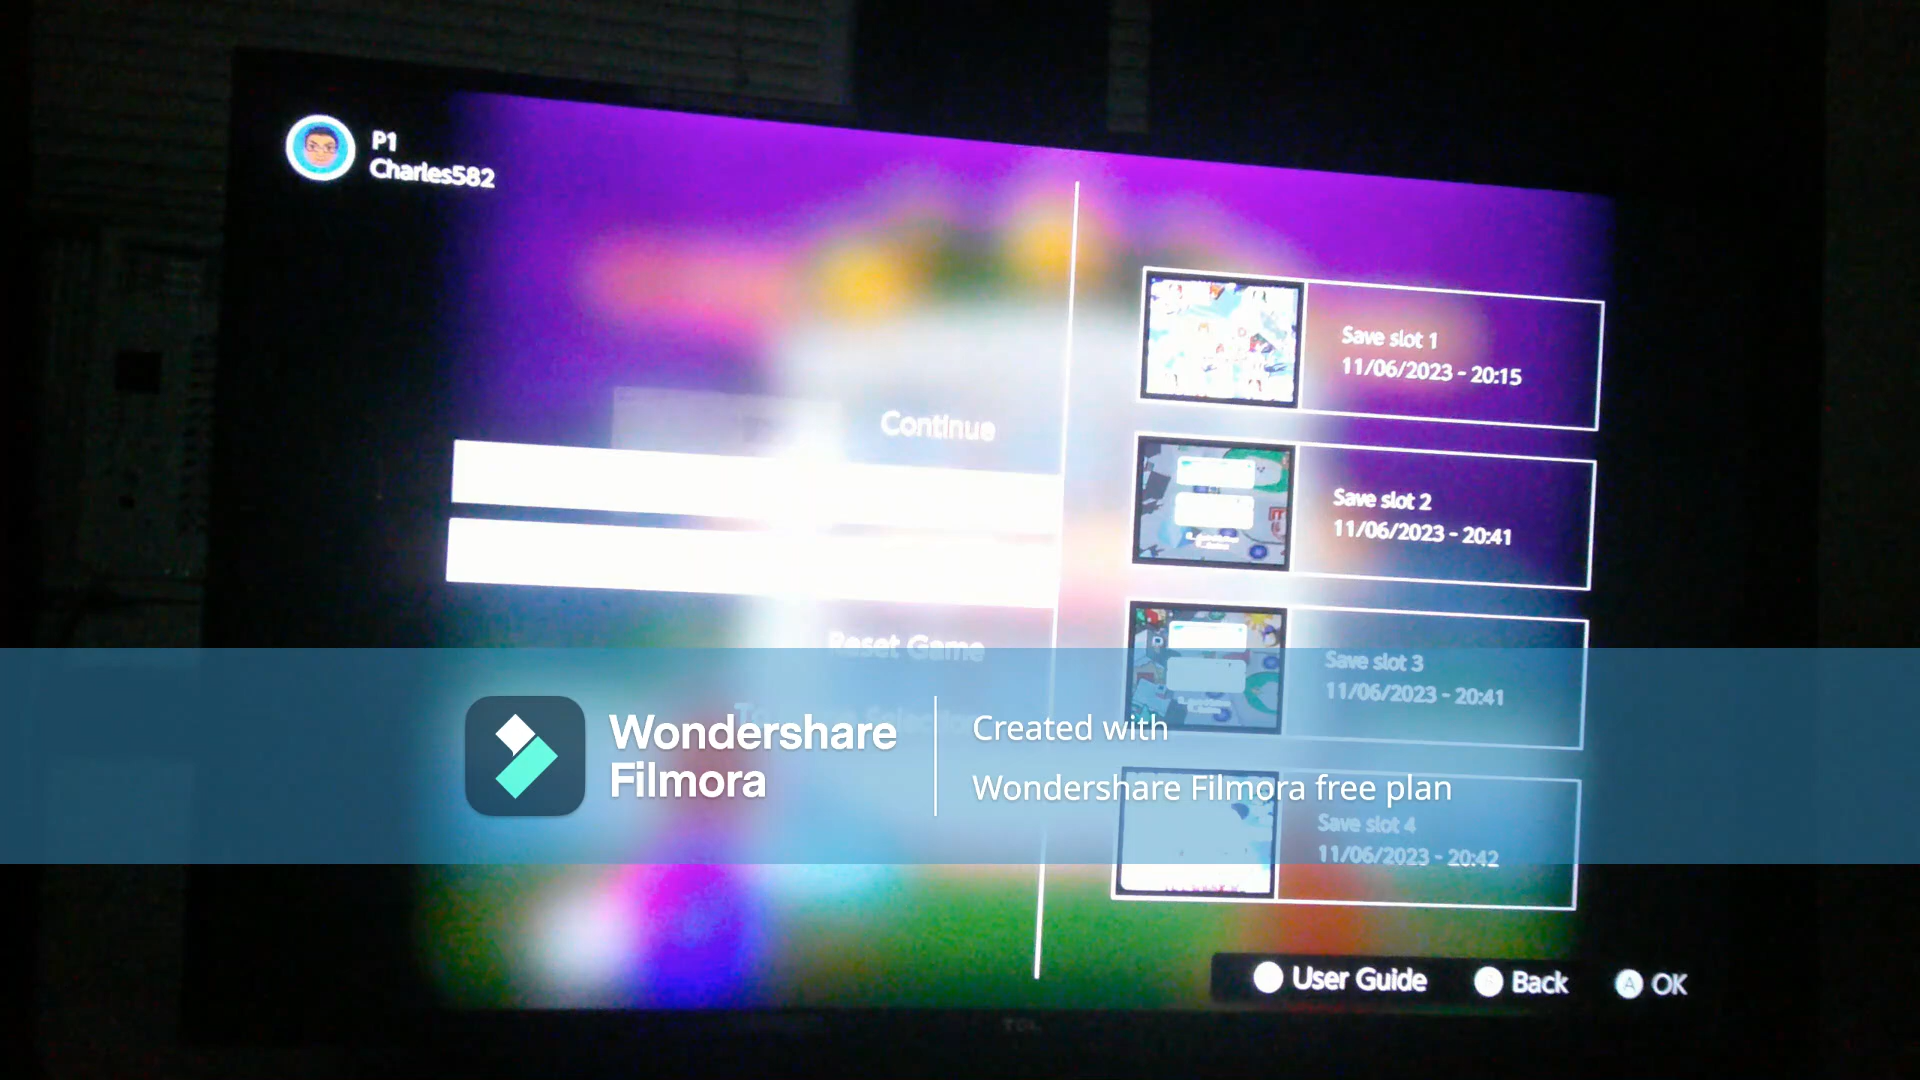 P1
Charles582
Continue
Reset Game
Save slot 1
11/06/2023 - 20:15
Save slot 2
11/06/2023 - 20:41
Save slot 3
11/06/2023 - 20:41
Save slot 4
11/06/2023 - 20:42
Wondershare
Filmora
Created with
Wondershare Filmora free plan
User Guide
Back
A OK
TCL